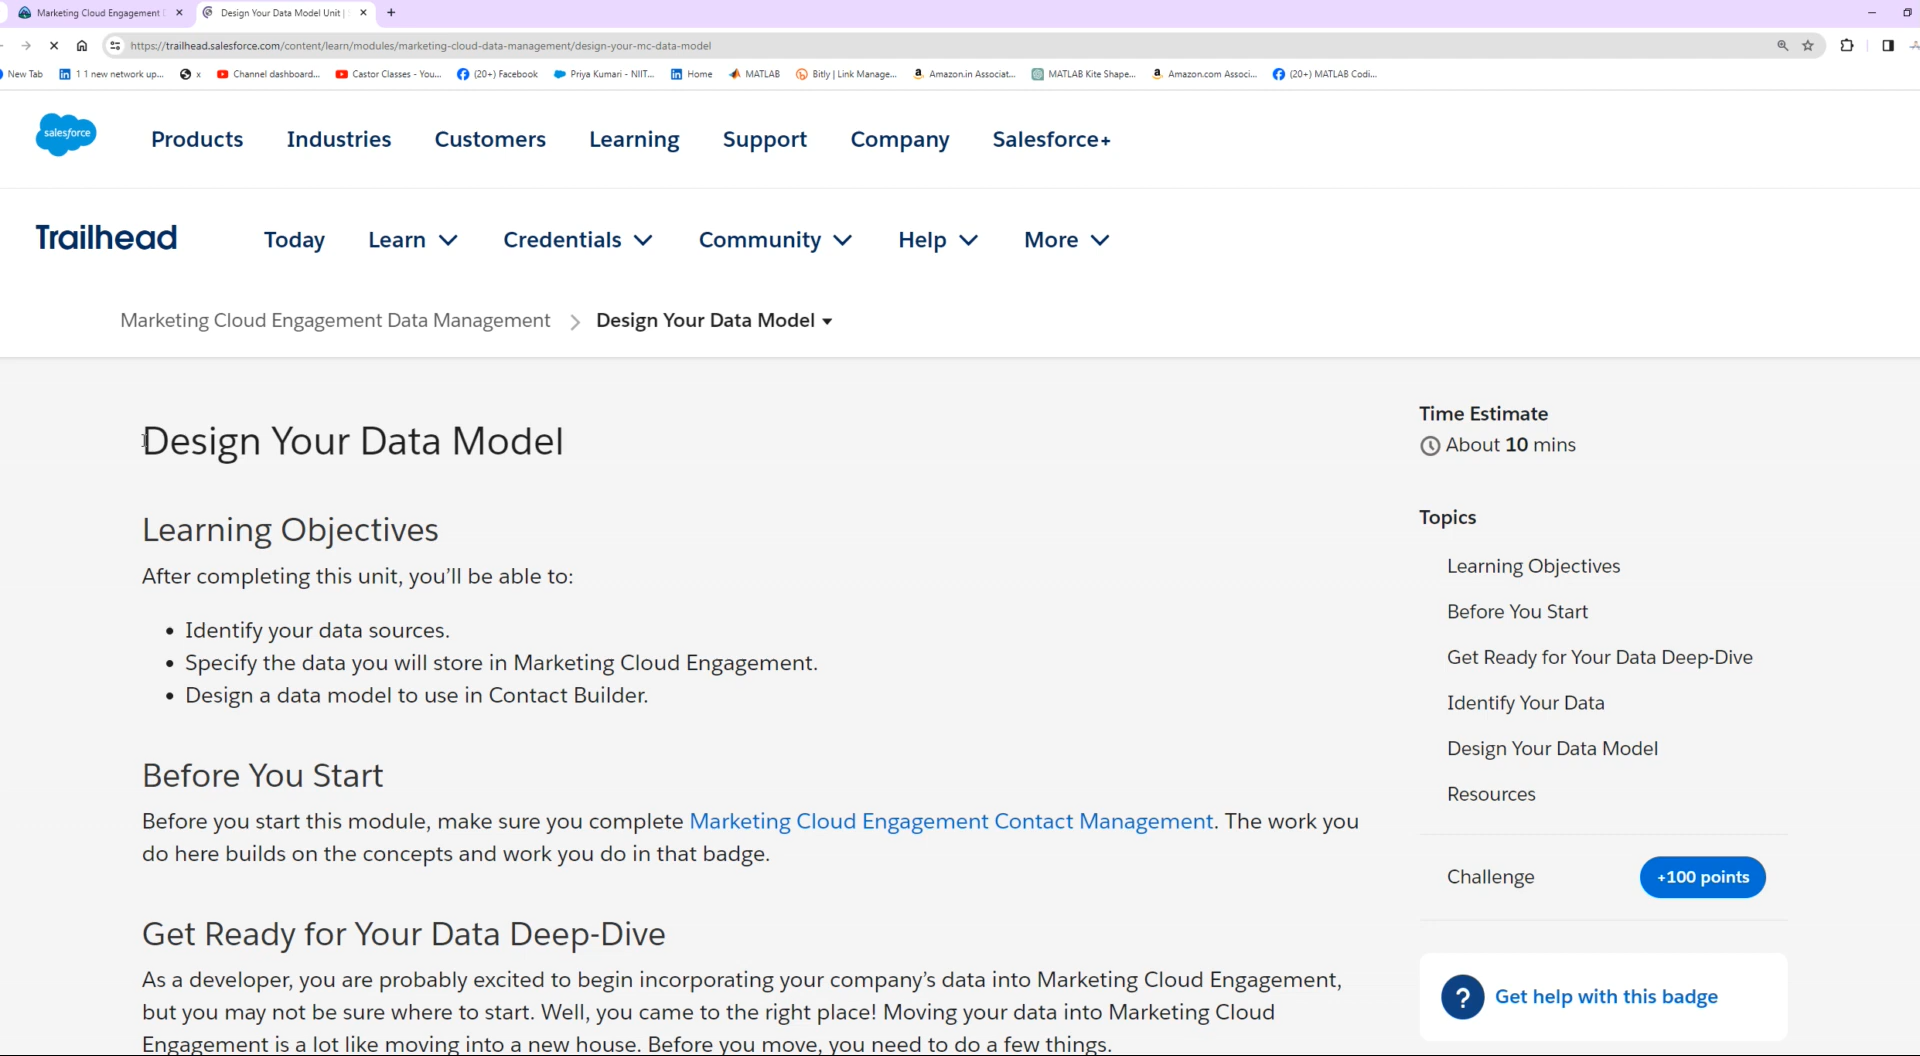 Marketing Cloud Engagement
Design Your Data Model Unit |
https://trailhead.salesforce.com/content/learn/modules/marketing-cloud-data-management/design-your-mc-data-model
New Tab
1 1 new network up...
x
Channel dashboard...
Castor Classes - You...
(20+) Facebook
Priya Kumari - NIIT...
Home
MATLAB
Bitly | Link Manage...
Amazon.in Associat...
MATLAB Kite Shape...
Amazon.com Associ...
(20+) MATLAB Codi...
salesforce
Products
Industries
Customers
Learning
Support
Company
Salesforce+
Trailhead
Today
Learn
Credentials
Community
Help
More
Marketing Cloud Engagement Data Management
Design Your Data Model
Design Your Data Model
Learning Objectives
After completing this unit, you’ll be able to:
• Identify your data sources.
• Specify the data you will store in Marketing Cloud Engagement.
• Design a data model to use in Contact Builder.
Before You Start
Before you start this module, make sure you complete Marketing Cloud Engagement Contact Management. The work you
do here builds on the concepts and work you do in that badge.
Get Ready for Your Data Deep-Dive
As a developer, you are probably excited to begin incorporating your company’s data into Marketing Cloud Engagement,
but you may not be sure where to start. Well, you came to the right place! Moving your data into Marketing Cloud
Engagement is a lot like moving into a new house. Before you move, you need to do a few things.
Time Estimate
About 10 mins
Topics
Learning Objectives
Before You Start
Get Ready for Your Data Deep-Dive
Identify Your Data
Design Your Data Model
Resources
Challenge
+100 points
? Get help with this badge